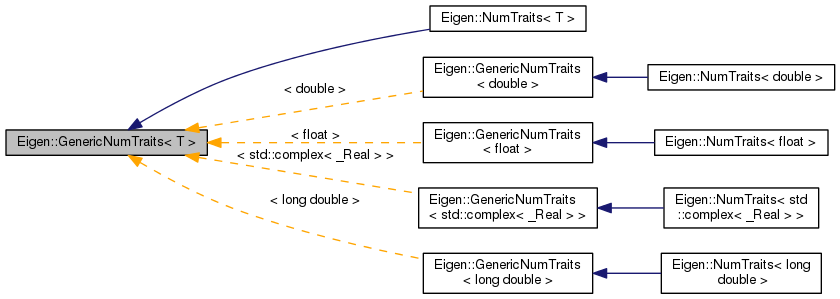 Eigen::NumTraits< T >
Eigen::GenericNumTraits
< double >
Eigen::NumTraits< double >
< double >
Eigen::GenericNumTraits< T >
< float >
Eigen::GenericNumTraits
< float >
Eigen::NumTraits< float >
< std::complex< _Real > >
Eigen::GenericNumTraits
< std::complex< _Real > >
Eigen::NumTraits< std
::complex< _Real > >
< long double >
Eigen::GenericNumTraits
< long double >
Eigen::NumTraits< long
double >